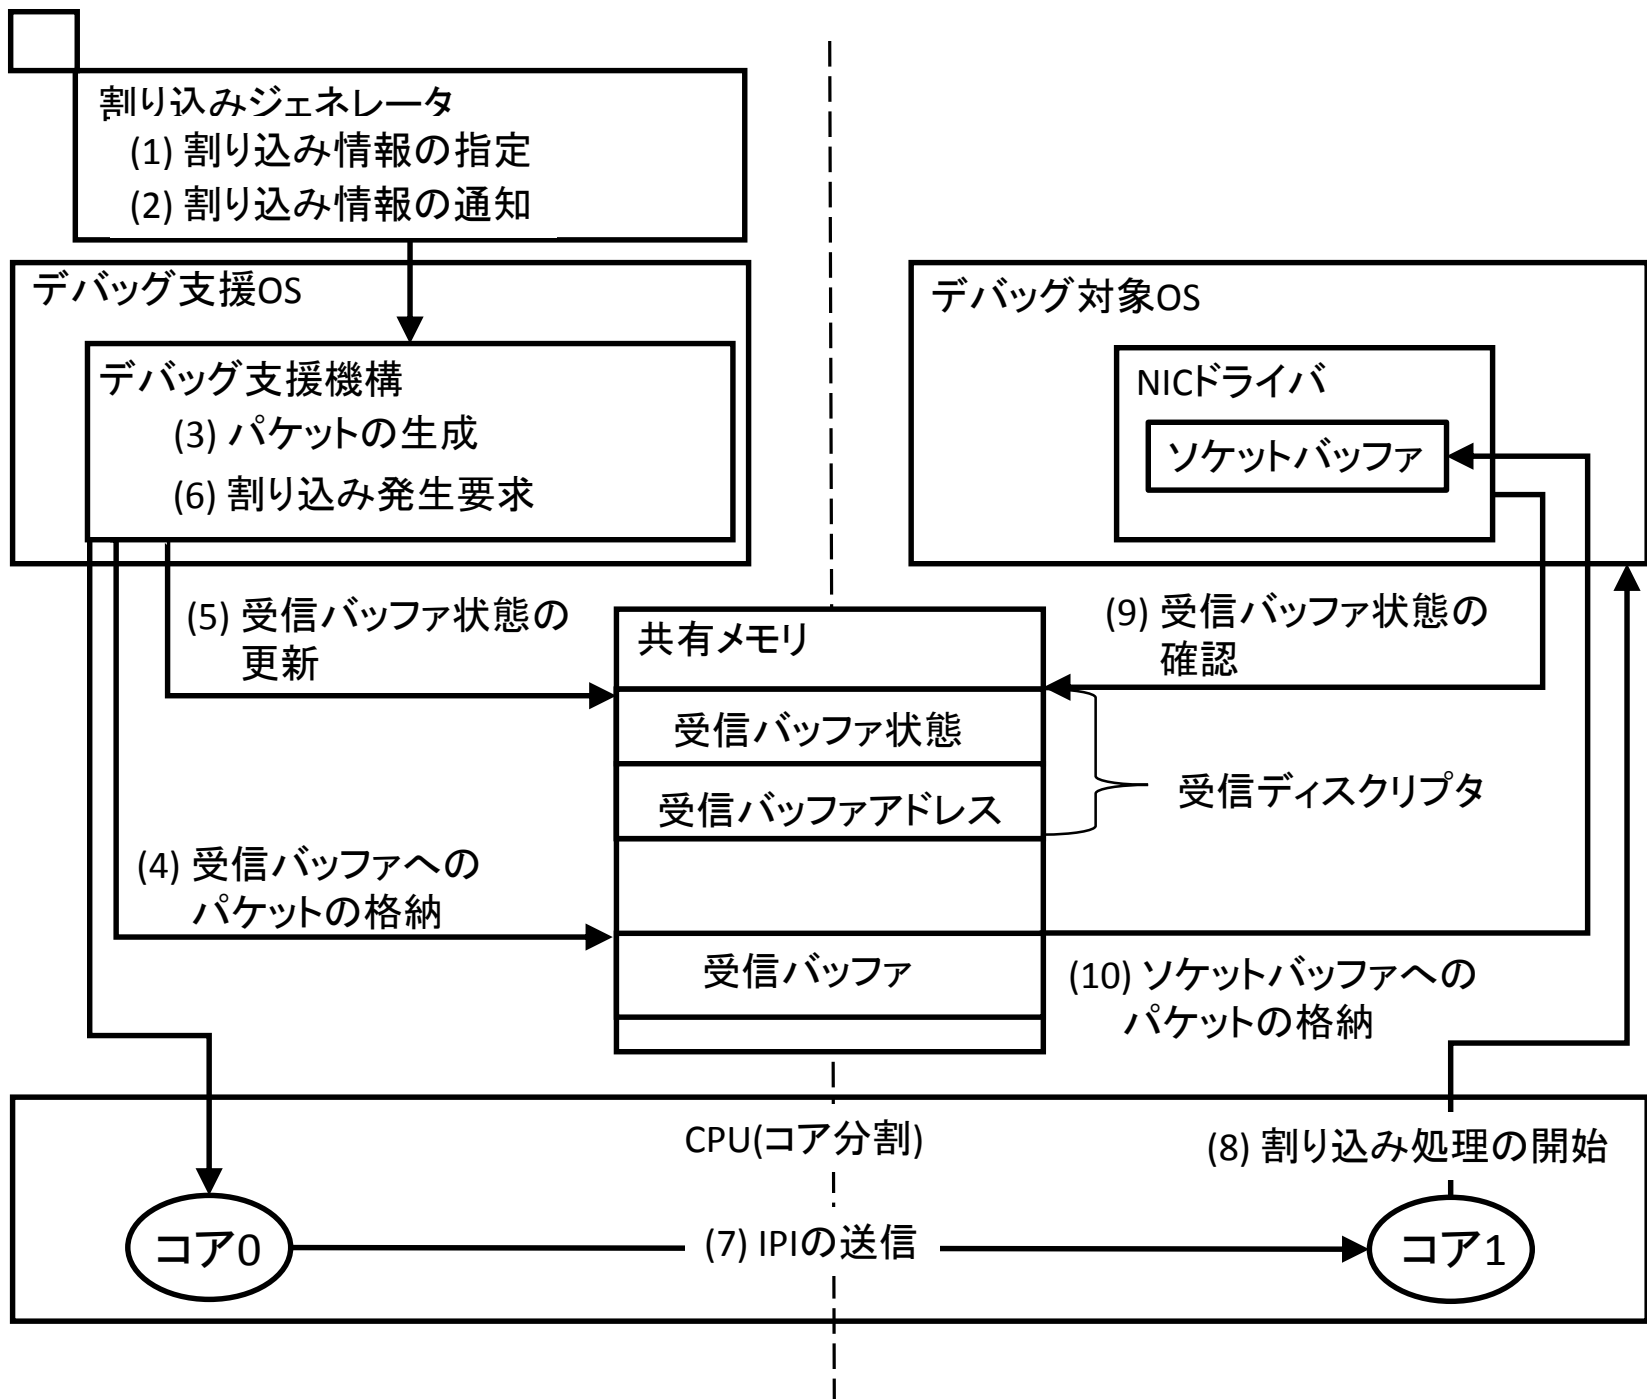 割り込みジェネレータ
(1) 割り込み情報の指定
(2) 割り込み情報の通知
デバッグ支援OS
デバッグ支援機構
(3) パケットの生成
(6) 割り込み発生要求
デバッグ対象OS
NICドライバ
ソケットバッファ
(5) 受信バッファ状態の
更新
共有メモリ
(9) 受信バッファ状態の
確認
受信バッファ状態
受信バッファアドレス
受信ディスクリプタ
(4) 受信バッファへの
パケットの格納
受信バッファ
(10) ソケットバッファへの
パケットの格納
CPU(コア分割)
(8) 割り込み処理の開始
コア0
(7) IPIの送信
コア1